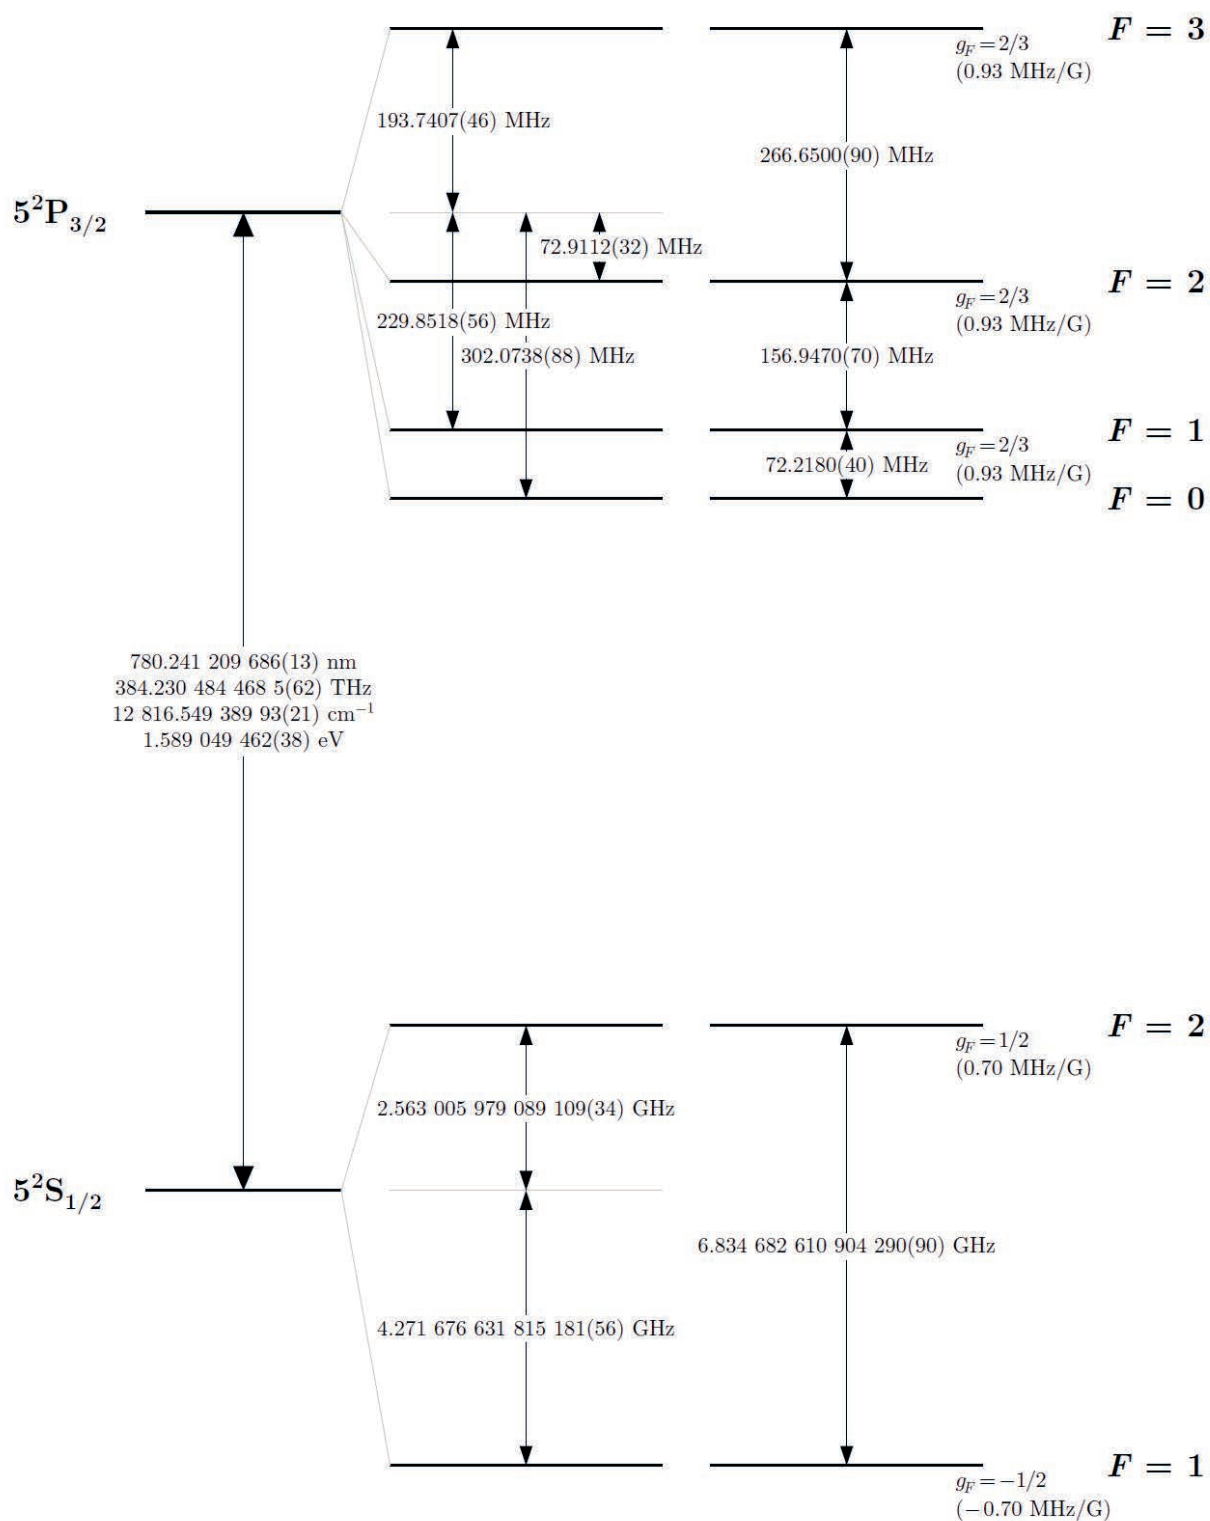 F = 3
g_F = 2/3
(0.93 MHz/G)
193.7407(46) MHz
266.6500(90) MHz
5²P₃/₂
72.9112(32) MHz
F = 2
g_F = 2/3
(0.93 MHz/G)
229.8518(56) MHz
302.0738(88) MHz
156.9470(70) MHz
F = 1
g_F = 2/3
(0.93 MHz/G)
72.2180(40) MHz
F = 0
780.241 209 686(13) nm
384.230 484 468 5(62) THz
12 816.549 389 93(21) cm⁻¹
1.589 049 462(38) eV
F = 2
g_F = 1/2
(0.70 MHz/G)
2.563 005 979 089 109(34) GHz
5²S₁/₂
6.834 682 610 904 290(90) GHz
4.271 676 631 815 181(56) GHz
F = 1
g_F = −1/2
(−0.70 MHz/G)